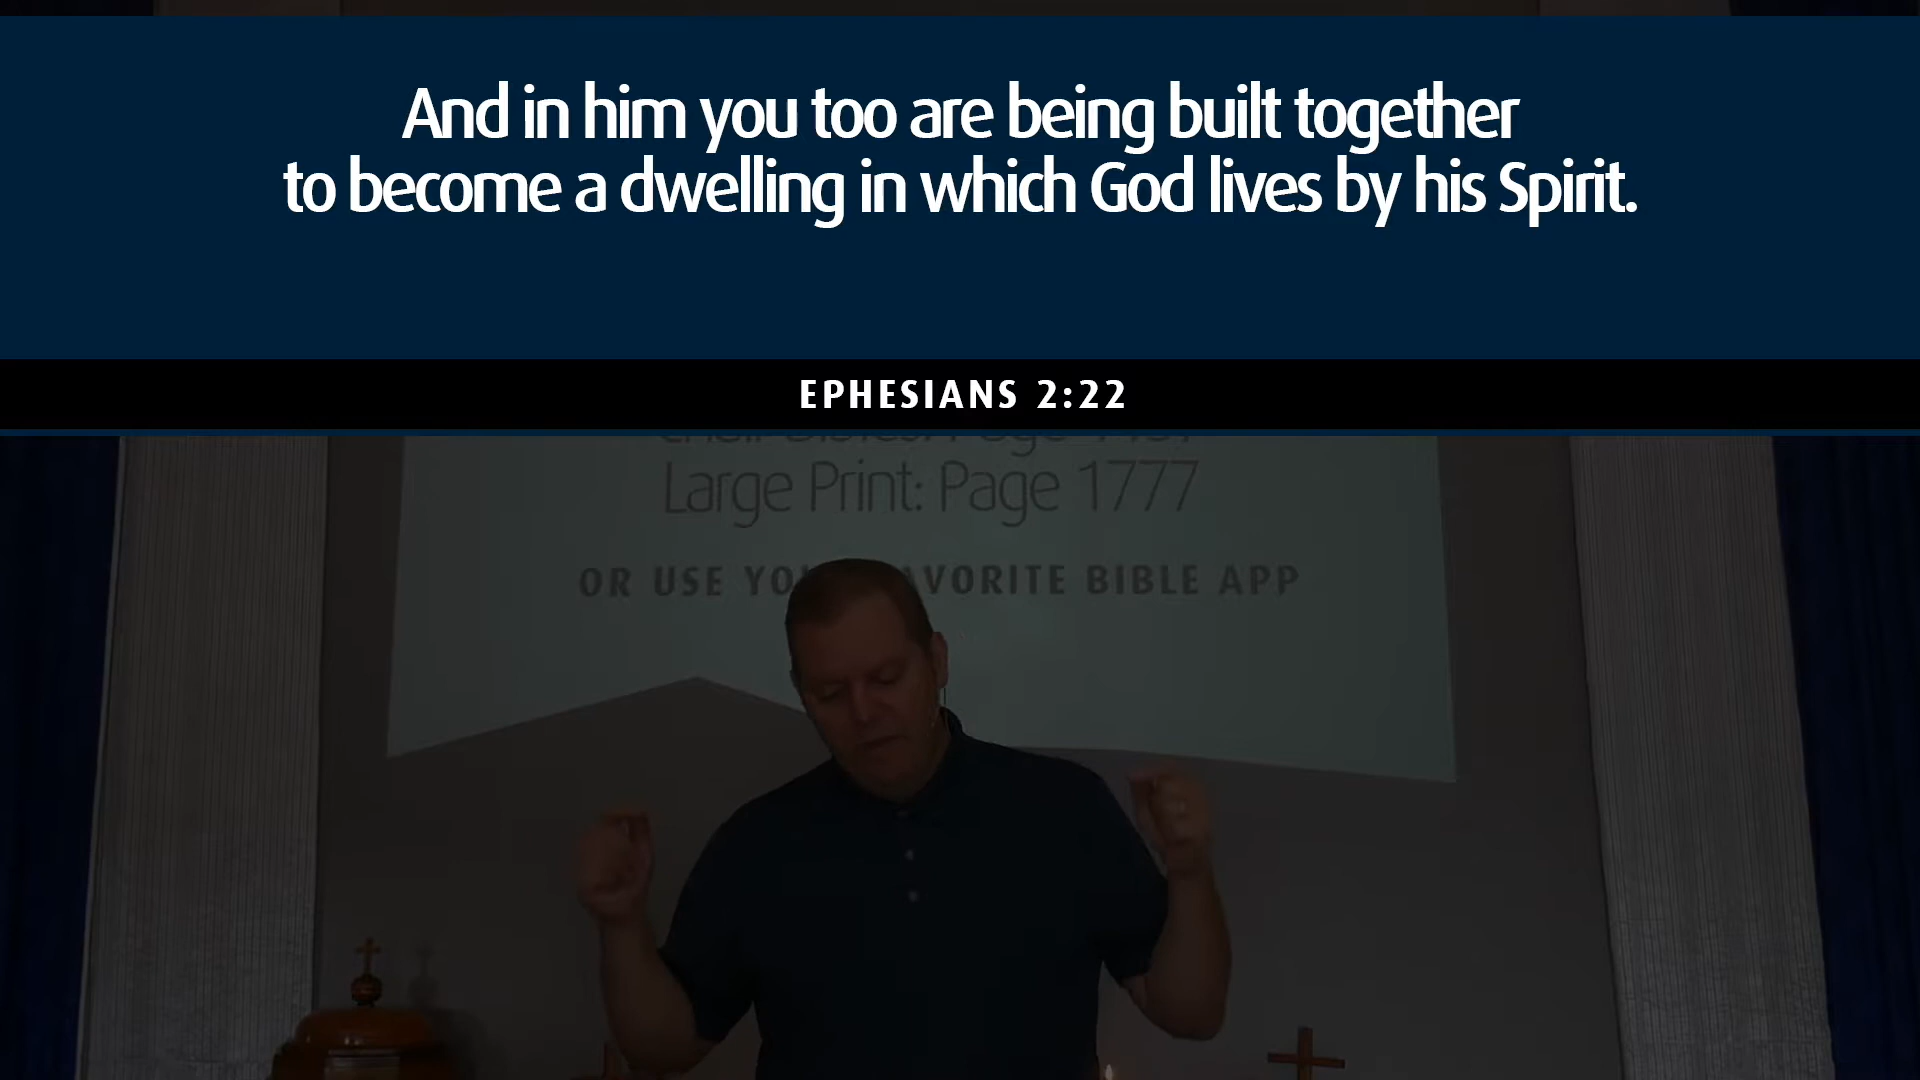 And in him you too are being built together
to become a dwelling in which God lives by his Spirit.
EPHESIANS 2:22
Large Print: Page 1777
OR USE YO AVORITE BIBLE APP